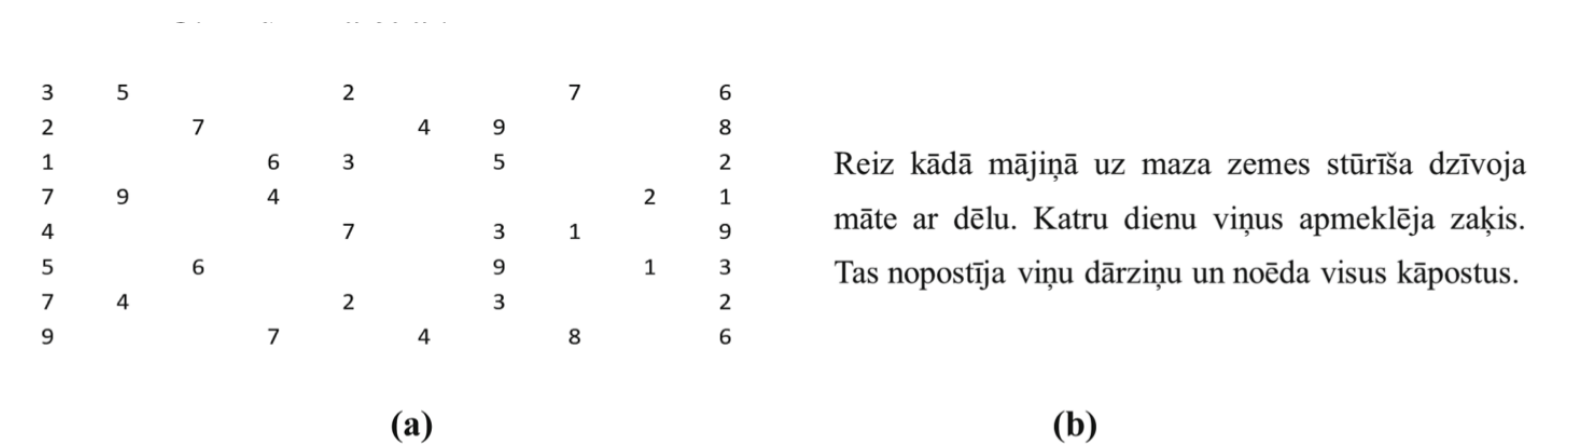 3 5 2 7 6
2 7 4 9 8
1 6 3 5 2
7 9 4 2 1
4 7 3 1 9
5 6 9 1 3
7 4 2 3 2
9 7 4 8 6
(a)
Reiz kādā mājiņā uz maza zemes stūrīša dzīvoja
māte ar dēlu. Katru dienu viņus apmeklēja zaķis.
Tas nopostīja viņu dārziņu un noēda visus kāpostus.
(b)